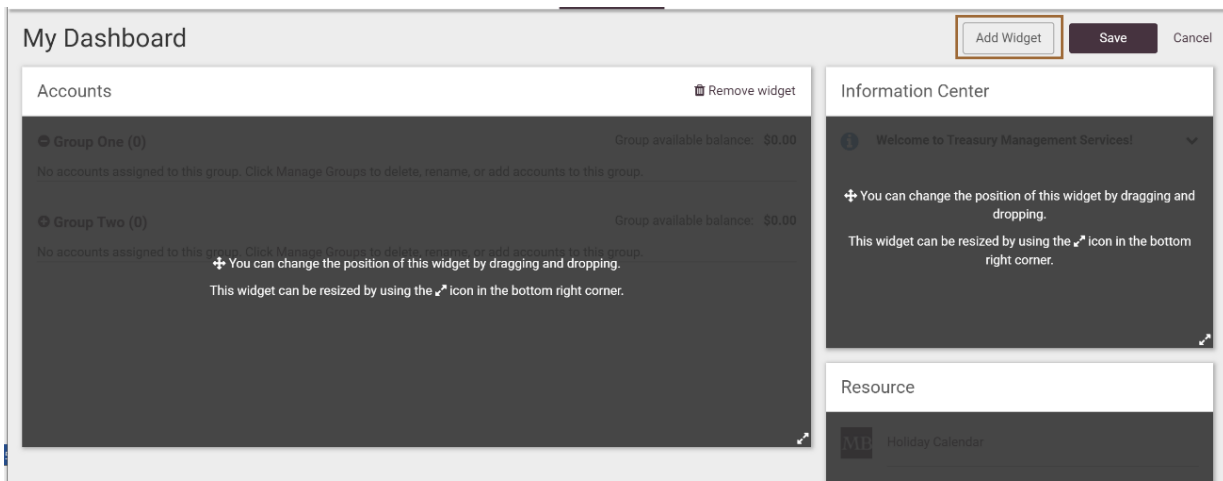 My Dashboard
Add Widget
Save
Cancel
Accounts
Remove widget
Group One (0)
Group available balance: $0.00
No accounts assigned to this group. Click Manage Groups to delete, rename, or add accounts to this group.
Group Two (0)
Group available balance: $0.00
No accounts assigned to this group. Click Manage Groups to delete, rename, or add accounts to this group.
You can change the position of this widget by dragging and dropping.
This widget can be resized by using the icon in the bottom right corner.
Information Center
Welcome to Treasury Management Services!
You can change the position of this widget by dragging and
dropping.
This widget can be resized by using the icon in the bottom
right corner.
Resource
MB
Holiday Calendar